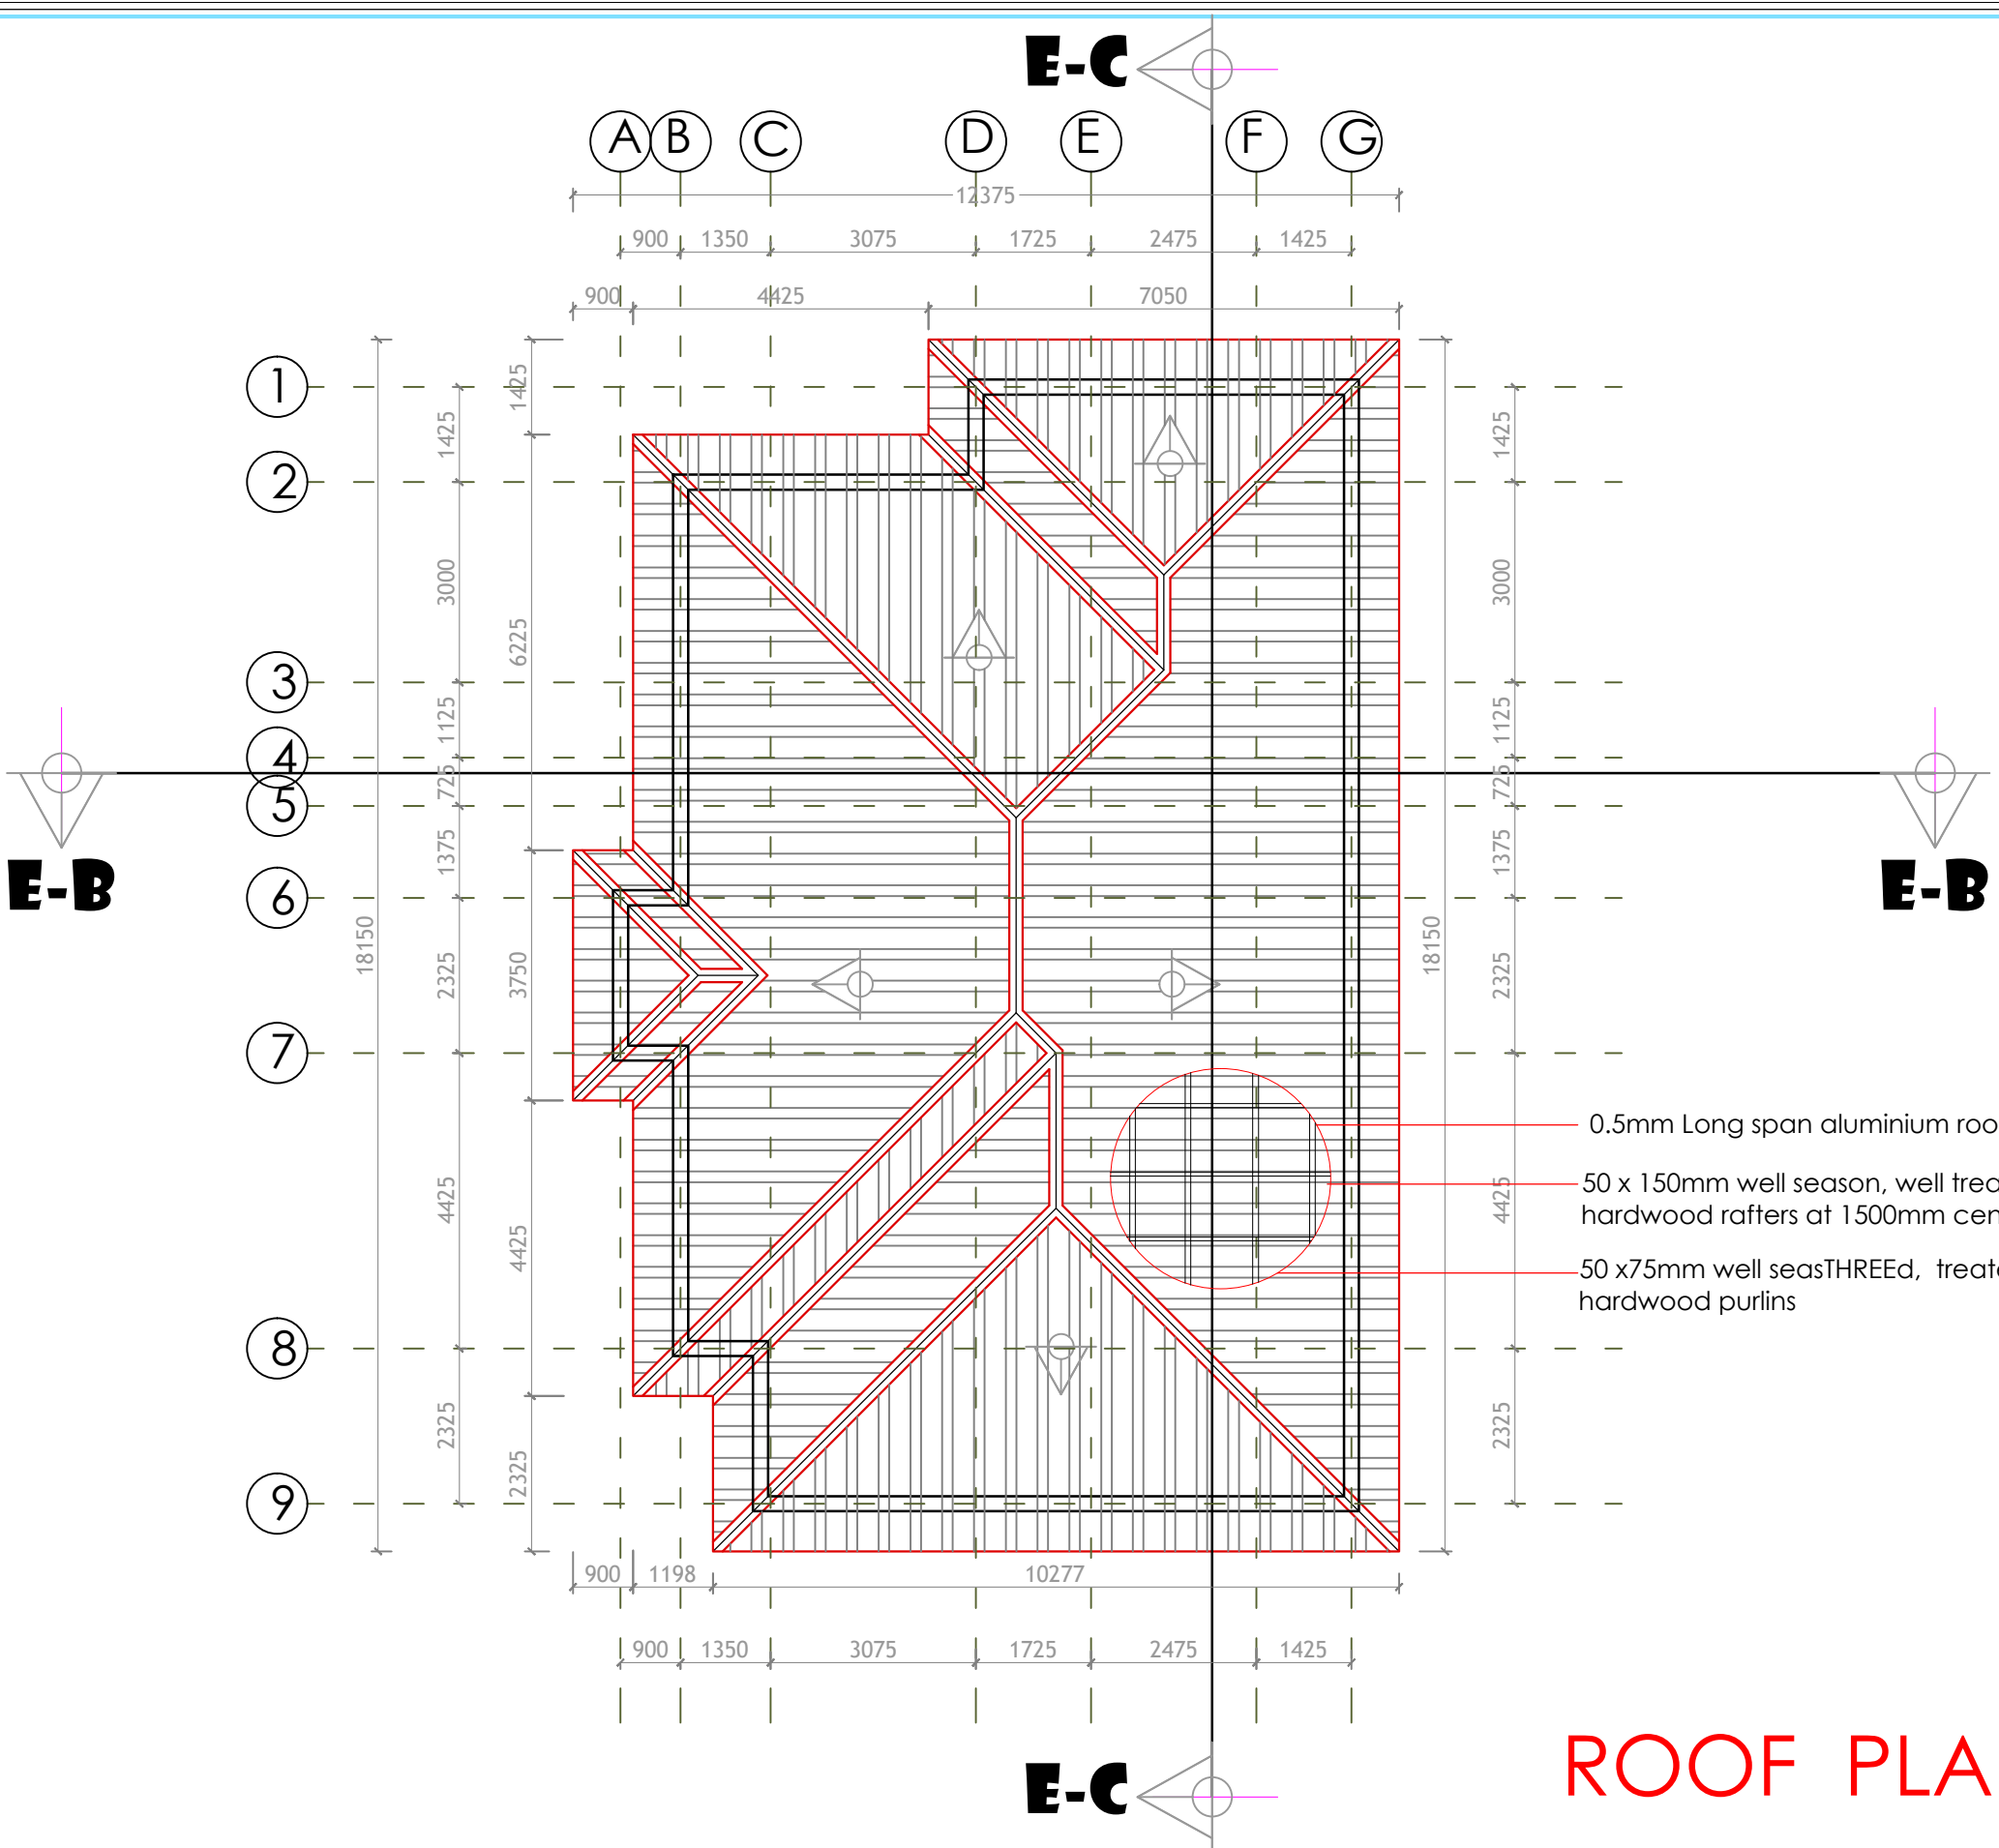 E-C
A B C D E F G
12375
900 1350 3075 1725 2475 1425
900 4425 7050
1
2
3
4
5
6
7
8
9
1425
3000
1125
725
1375
2325
4425
2325
18150
1425
6225
3750
4425
2325
18150
1425
3000
1125
725
1375
2325
4425
2325
E-B
E-B
0.5mm Long span aluminium roo
50 x 150mm well season, well trea
hardwood rafters at 1500mm cen
50 x75mm well seasTHREEd, treate
hardwood purlins
900 1198 10277
900 1350 3075 1725 2475 1425
E-C
ROOF PLA